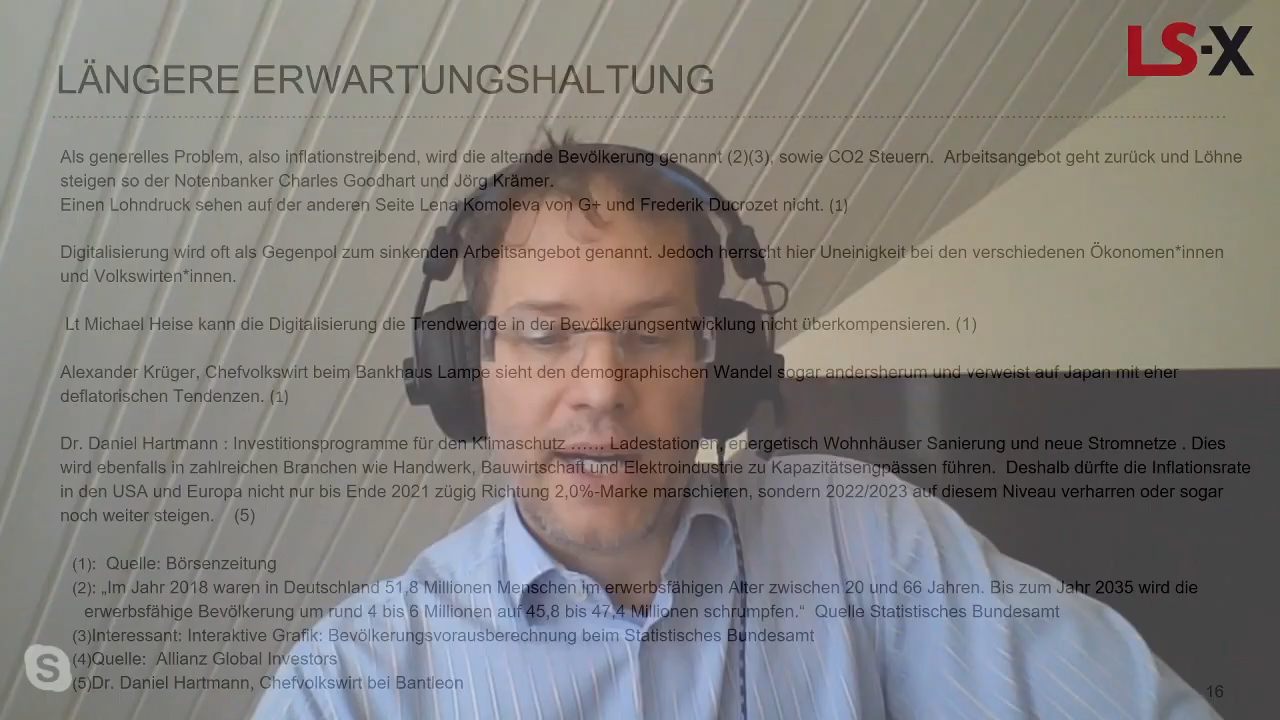 LS-X
LÄNGERE ERWARTUNGSHALTUNG
Als generelles Problem, also inflationstreibend, wird die alternde Bevölkerung genannt (2)(3), sowie CO2 Steuern. Arbeitsangebot geht zurück und Löhne
steigen so der Notenbanker Charles Goodhart und Jörg Krämer.
Einen Lohndruck sehen auf der anderen Seite Lena Komoleva von G+ und Frederik Ducrozet nicht. (1)
Digitalisierung wird oft als Gegenpol zum sinkenden Arbeitsangebot genannt. Jedoch herrscht hier Uneinigkeit bei den verschiedenen Ökonomen*innen
und Volkswirten*innen.
Lt Michael Heise kann die Digitalisierung die Trendwende in der Bevölkerungsentwicklung nicht überkompensieren. (1)
Alexander Krüger, Chefvolkswirt beim Bankhaus Lampe sieht den demographischen Wandel sogar andersherum und verweist auf Japan mit eher
deflatorischen Tendenzen. (1)
Dr. Daniel Hartmann : Investitionsprogramme für den Klimaschutz ...... Ladestationen, energetisch Wohnhäuser Sanierung und neue Stromnetze . Dies
wird ebenfalls in zahlreichen Branchen wie Handwerk, Bauwirtschaft und Elektroindustrie zu Kapazitätsengpässen führen. Deshalb dürfte die Inflationsrate
in den USA und Europa nicht nur bis Ende 2021 zügig Richtung 2,0%-Marke marschieren, sondern 2022/2023 auf diesem Niveau verharren oder sogar
noch weiter steigen. (5)
(1): Quelle: Börsenzeitung
(2): „Im Jahr 2018 waren in Deutschland 51,8 Millionen Menschen im erwerbsfähigen Alter zwischen 20 und 66 Jahren. Bis zum Jahr 2035 wird die
erwerbsfähige Bevölkerung um rund 4 bis 6 Millionen auf 45,8 bis 47,4 Millionen schrumpfen.“ Quelle Statistisches Bundesamt
(3)Interessant: Interaktive Grafik: Bevölkerungsvorausberechnung beim Statistisches Bundesamt
(4)Quelle: Allianz Global Investors
(5)Dr. Daniel Hartmann, Chefvolkswirt bei Bantleon
S
16